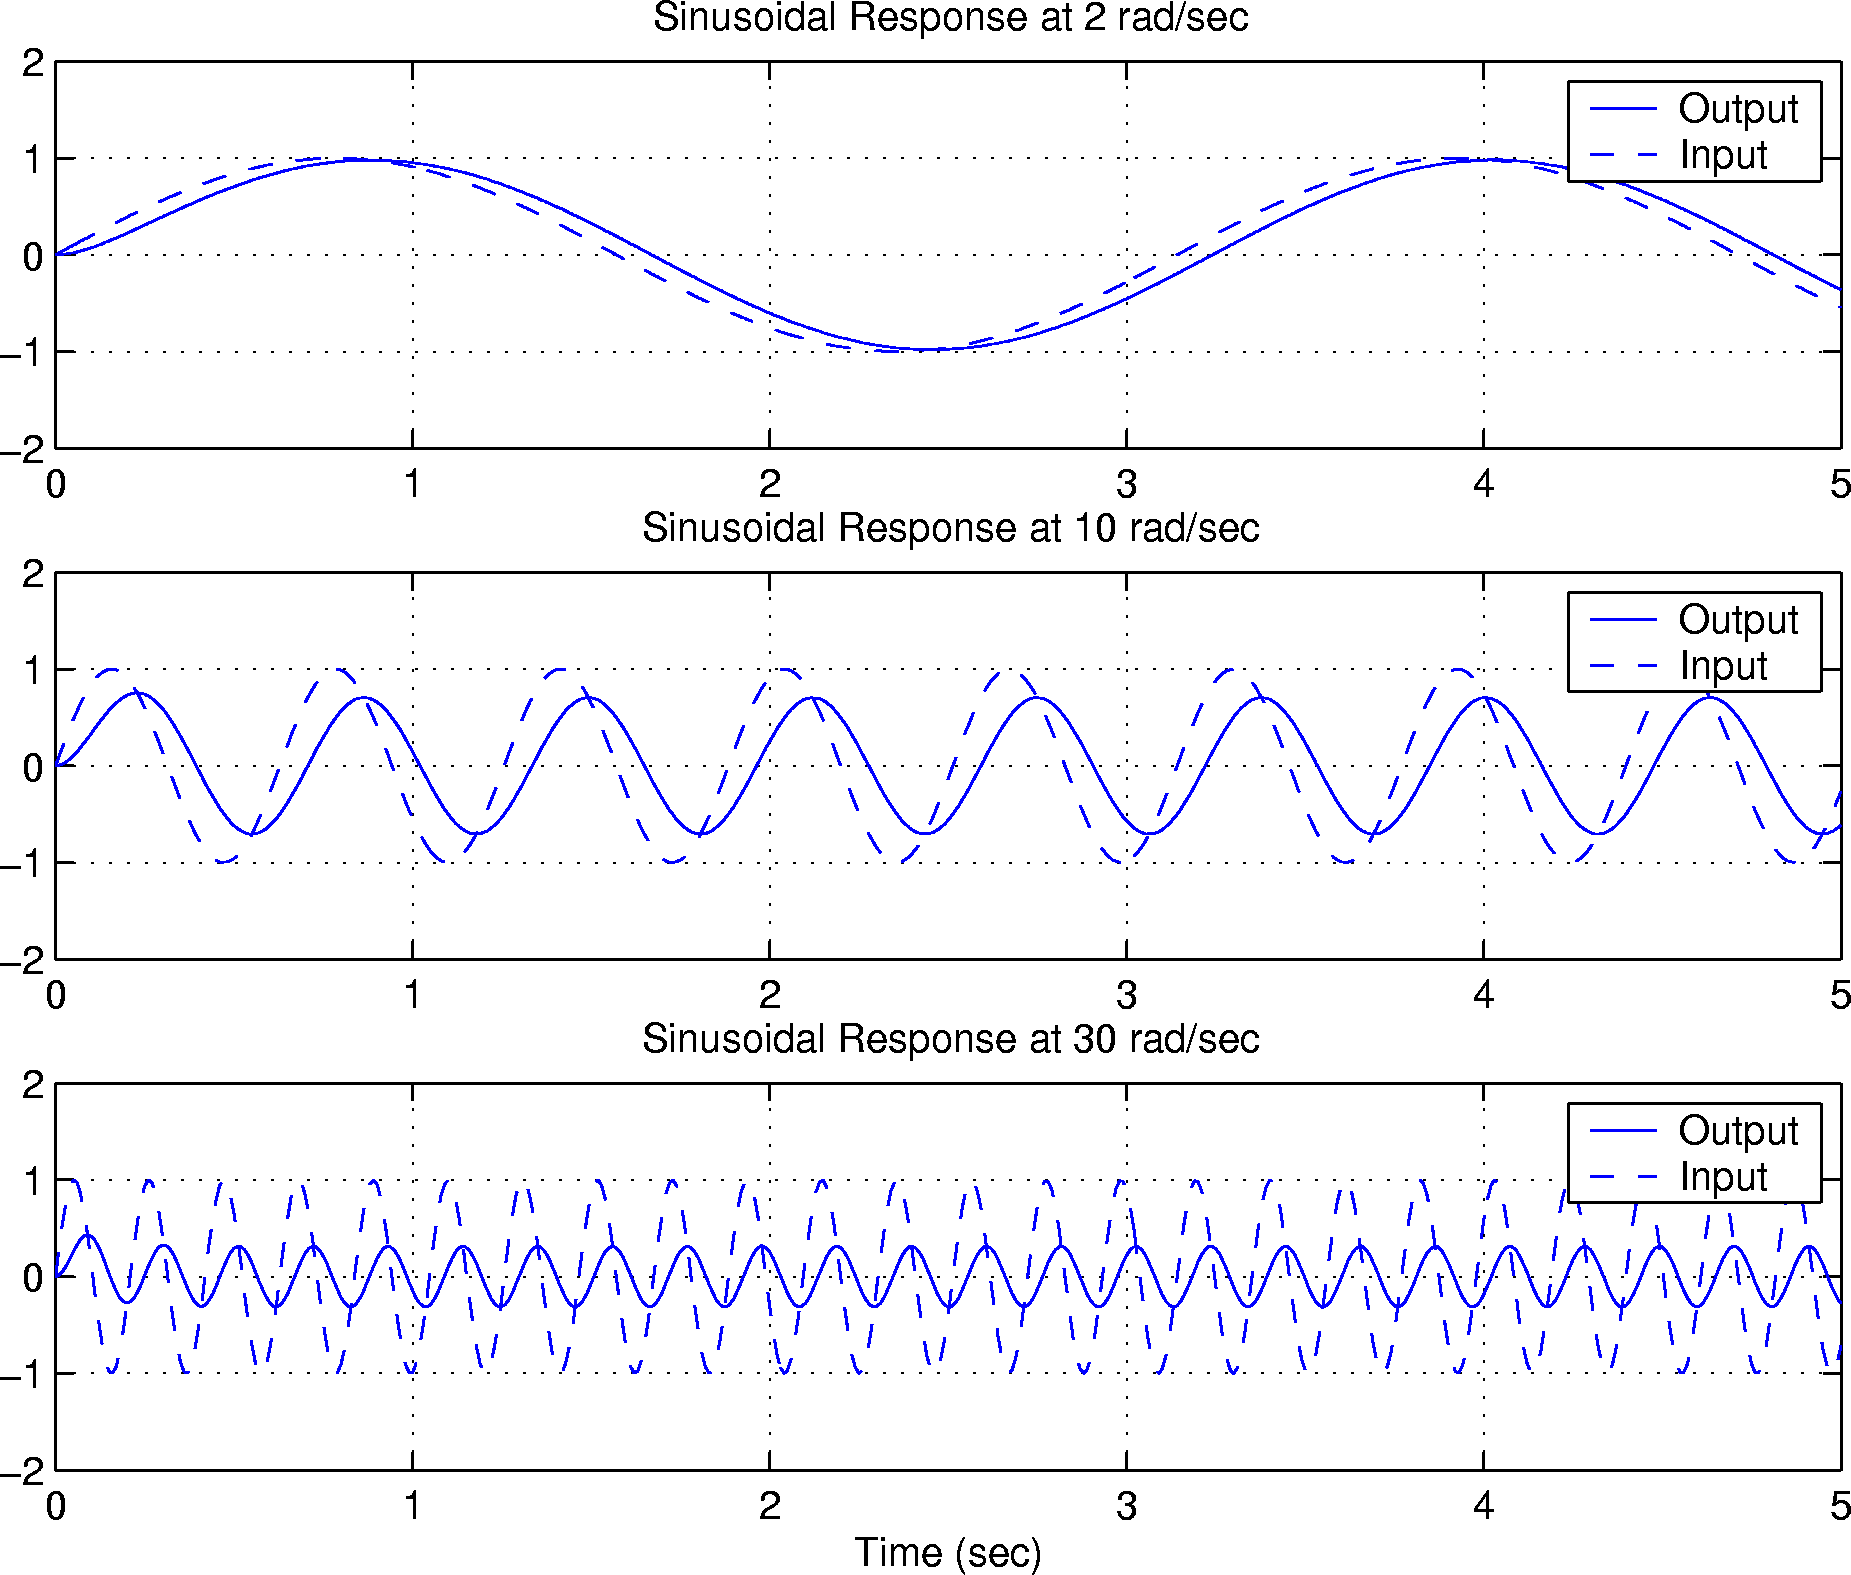 Sinusoidal Response at 2 rad/sec
2
1
0
−1
−2
Output
Input
0 1 2 3 4 5
Sinusoidal Response at 10 rad/sec
2
1
0
−1
−2
Output
Input
0 1 2 3 4 5
Sinusoidal Response at 30 rad/sec
2
1
0
−1
−2
Output
Input
0 1 2 3 4 5
Time (sec)